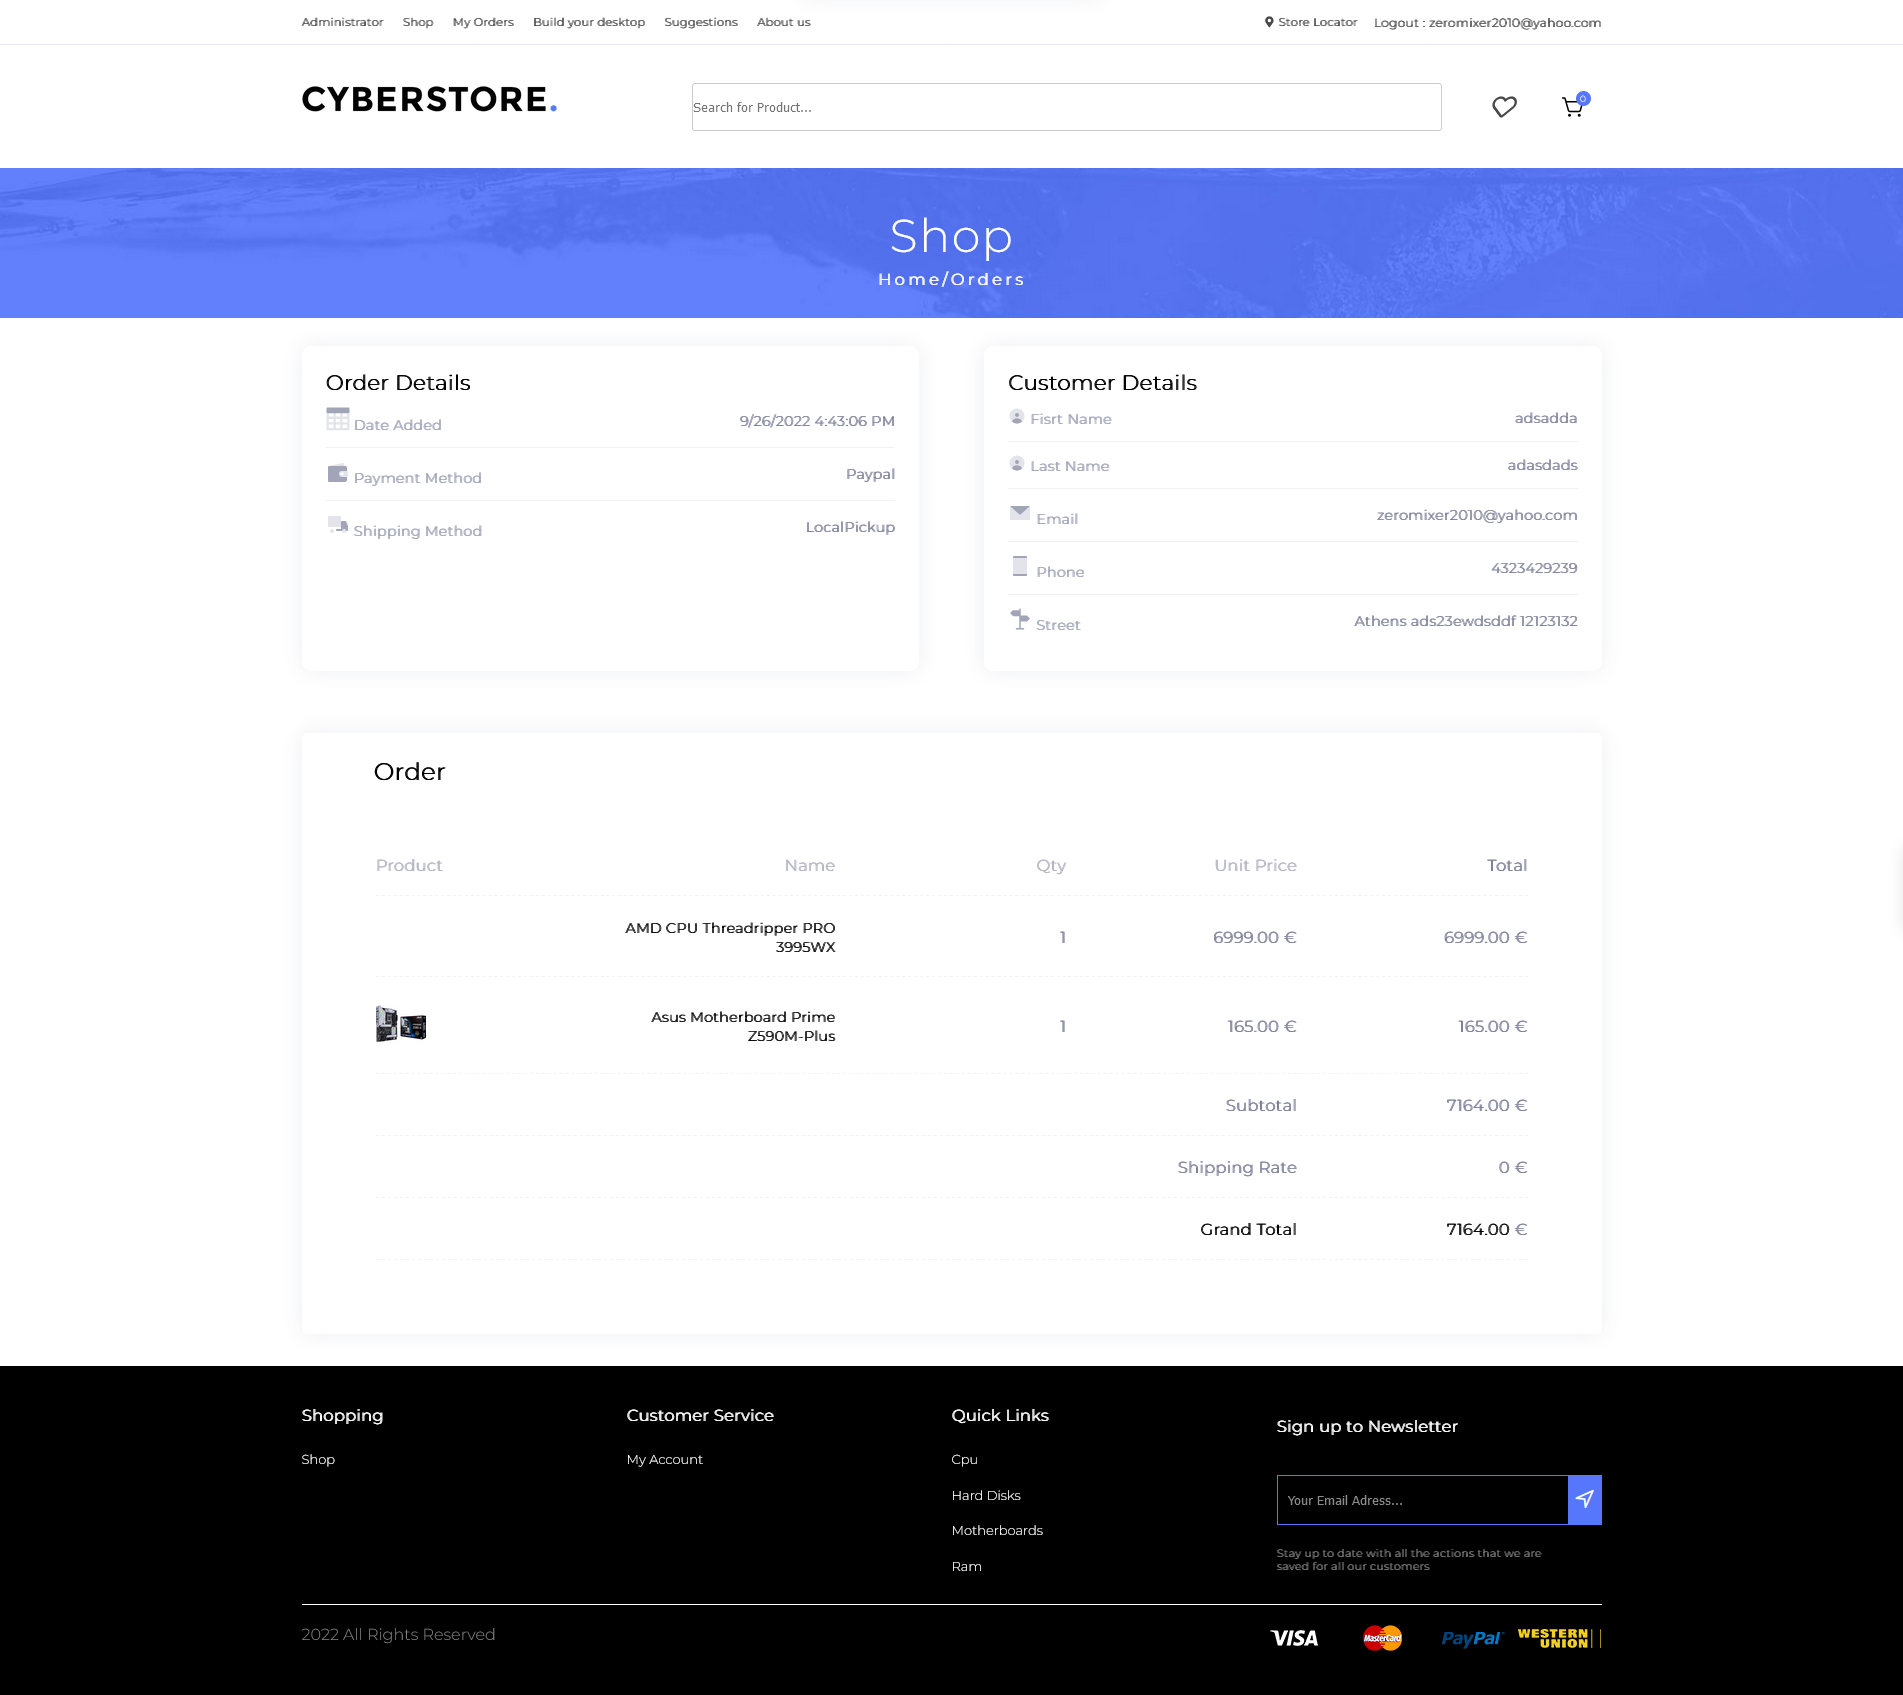 Administrator Shop My Orders Build your desktop Suggestions About us Store Locator Logout : zeromixer2010@yahoo.com
CYBERSTORE.
Search for Product...
0
Shop
Home/Orders
Order Details
Date Added 9/26/2022 4:43:06 PM
Payment Method Paypal
Shipping Method LocalPickup
Customer Details
Fisrt Name adsadda
Last Name adasdads
Email zeromixer2010@yahoo.com
Phone 4323429239
Street Athens ads23ewdsddf 12123132
Order
Product Name Qty Unit Price Total
AMD CPU Threadripper PRO
3995WX
1 6999.00 € 6999.00 €
Asus Motherboard Prime
Z590M-Plus
1 165.00 € 165.00 €
Subtotal 7164.00 €
Shipping Rate 0 €
Grand Total 7164.00 €
Shopping
Shop
Customer Service
My Account
Quick Links
Cpu
Hard Disks
Motherboards
Ram
Sign up to Newsletter
Your Email Adress...
Stay up to date with all the actions that we are
saved for all our customers
2022 All Rights Reserved
VISA MasterCard PayPal WESTERN
UNION